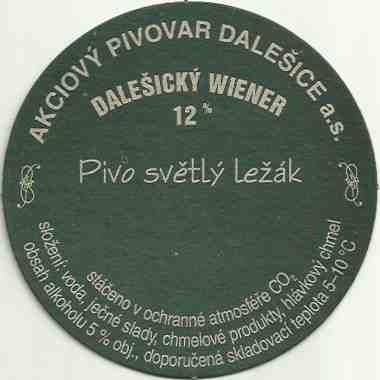 AKCIOVÝ PIVOVAR DALEŠICE a.s.
DALEŠICKÝ WIENER
12 %
Pivo světlý ležák
stáčeno v ochranné atmosféře CO₂
složení: voda, ječné slady, chmelové produkty, hlávkový chmel
obsah alkoholu 5 % obj., doporučená skladovací teplota 5-10 °C